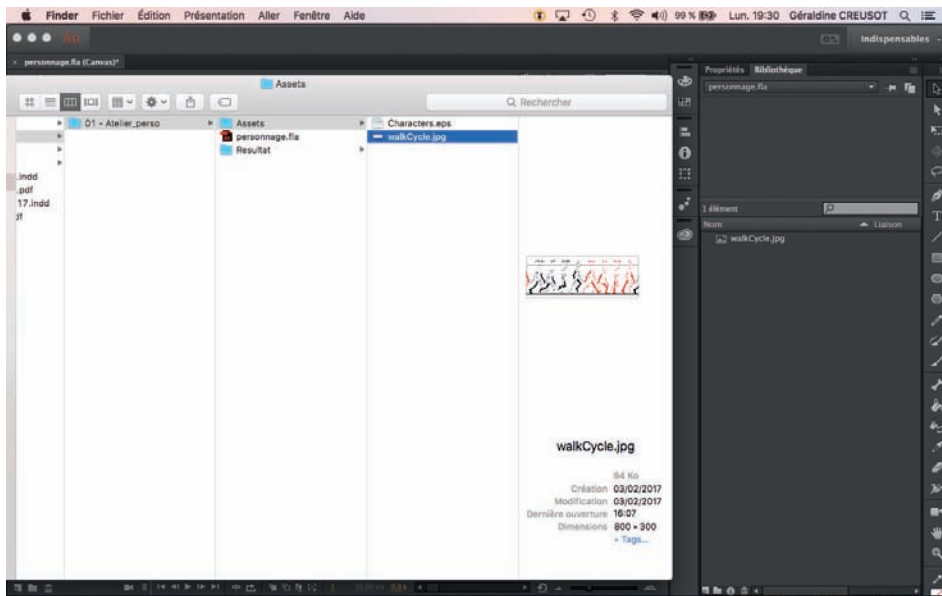 Finder Fichier Édition Présentation Aller Fenêtre Aide 99 % Lun. 19:30 Géraldine CREUSOT
An Indispensables
× personnage.fla (Canvas)*
Assets
Rechercher
Propriétés Bibliothèque
personnage.fla
01 - Atelier_perso
Assets
personnage.fla
Resultat
Characters.eps
walkCycle.jpg
.indd
.pdf
17.indd
1 élément
Nom Liaison
walkCycle.jpg
walkCycle.jpg
94 Ko
Création 03/02/2017
Modification 03/02/2017
Dernière ouverture 16:07
Dimensions 800 × 300
+ Tags...